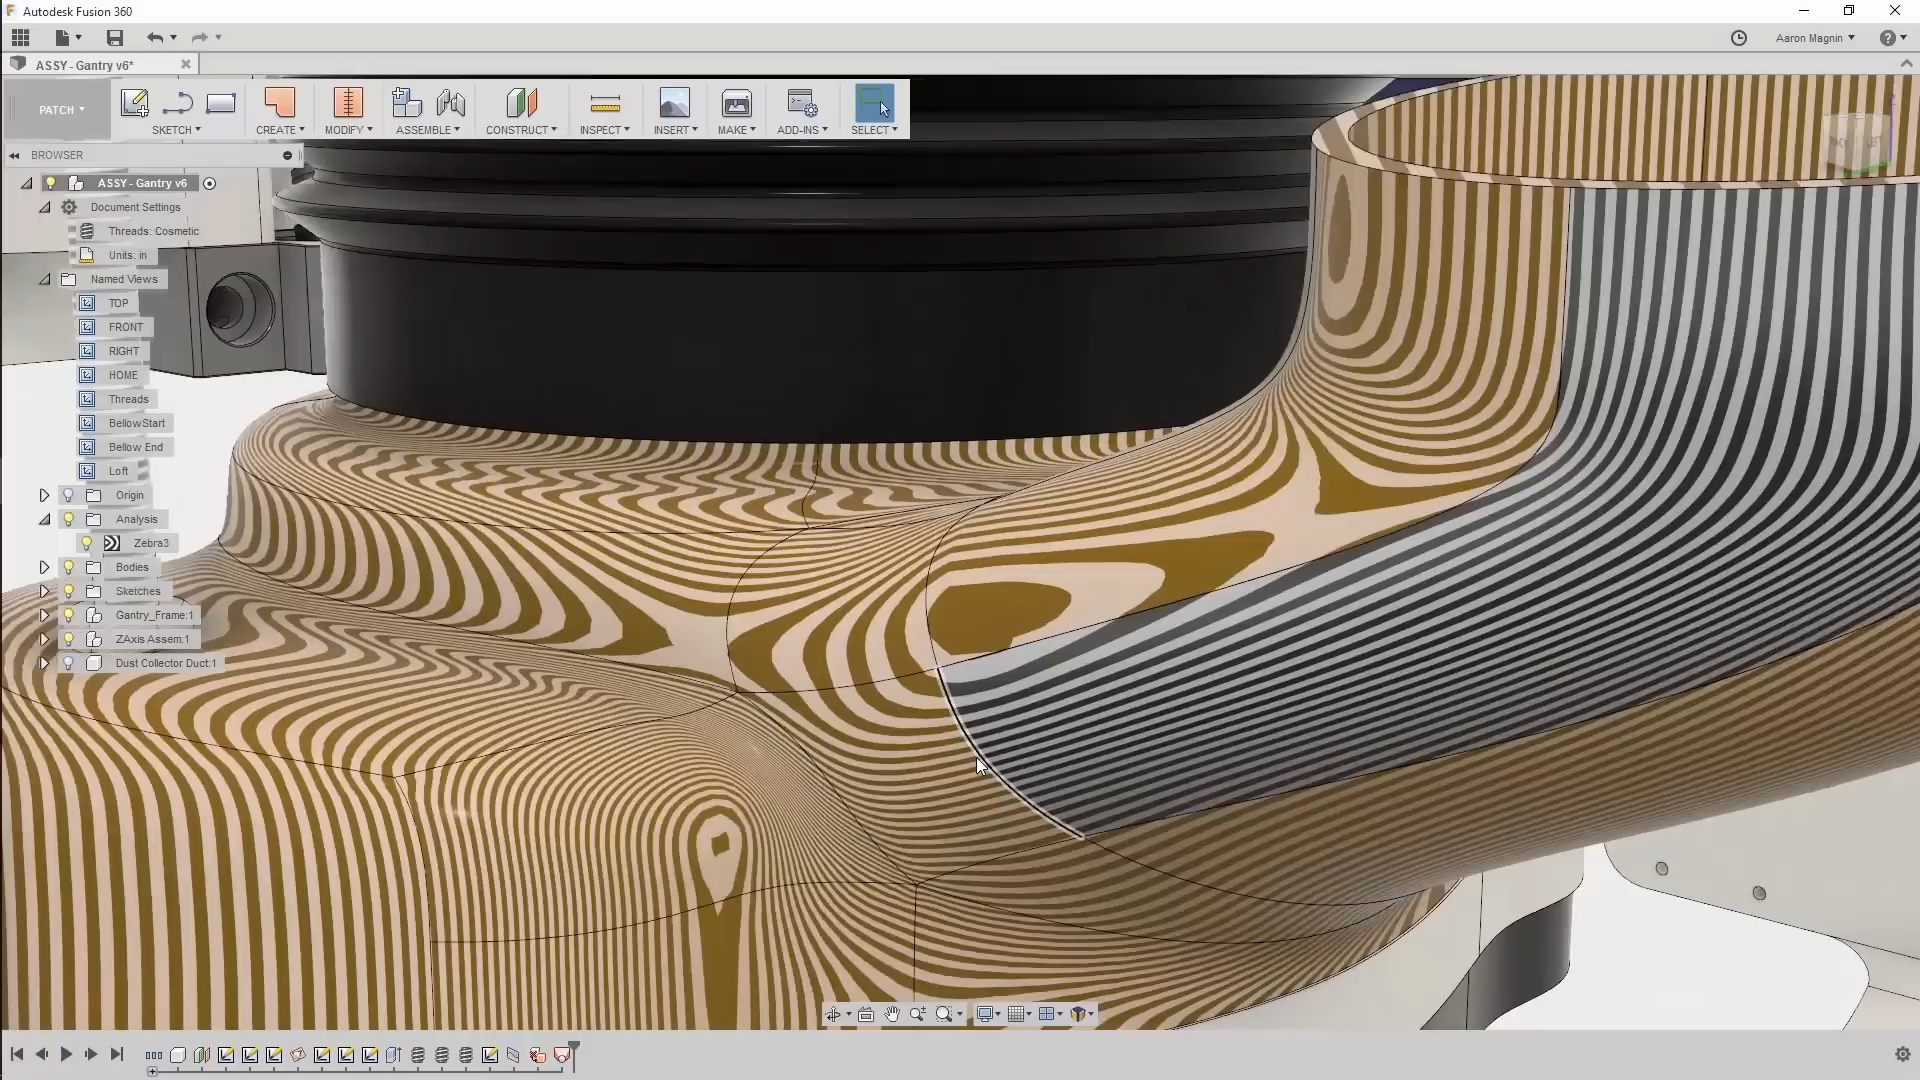 Autodesk Fusion 360
Aaron Magnin
ASSY - Gantry v6*
PATCH
SKETCH
CREATE
MODIFY
ASSEMBLE
CONSTRUCT
INSPECT
INSERT
MAKE
ADD-INS
SELECT
BROWSER
ASSY - Gantry v6
Document Settings
Threads: Cosmetic
Units: in
Named Views
TOP
FRONT
RIGHT
HOME
Threads
BellowStart
Bellow End
Loft
Origin
Analysis
Zebra3
Bodies
Sketches
Gantry_Frame:1
ZAxis Assem:1
Dust Collector Duct:1